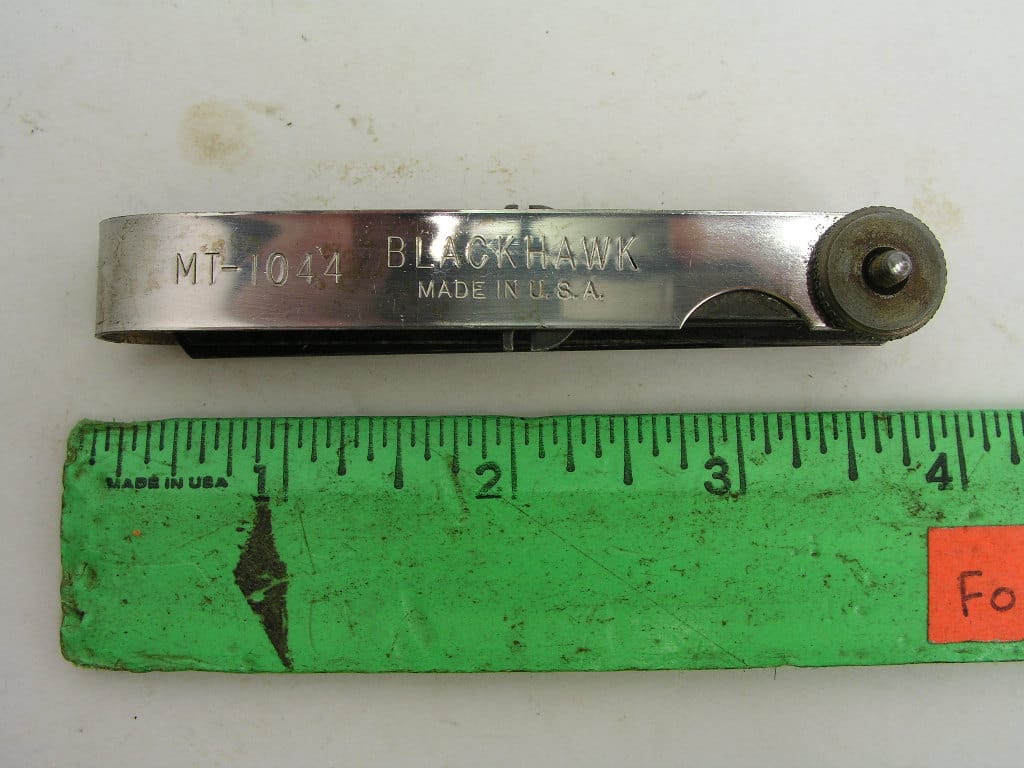 MT-1044 BLACKHAWK
MADE IN U.S.A.
MADE IN USA
1 2 3 4
Fo